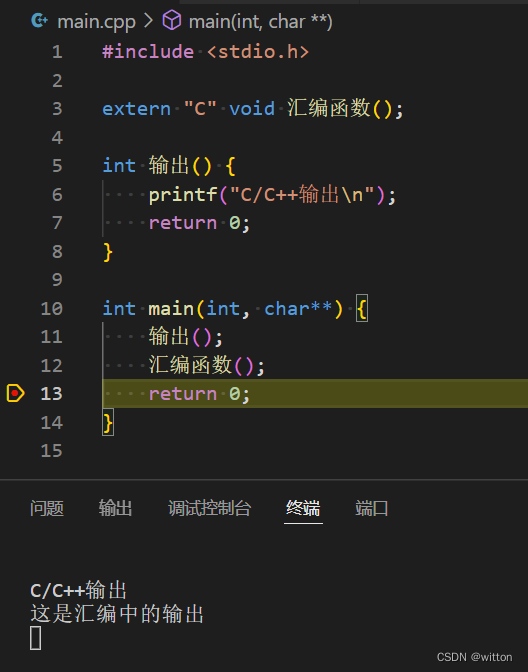 main.cpp > main(int, char **)
1 #include <stdio.h>
2
3 extern "C" void 汇编函数();
4
5 int 输出() {
6 printf("C/C++输出\n");
7 return 0;
8 }
9
10 int main(int, char**) {
11 输出();
12 汇编函数();
13 return 0;
14 }
15
问题 输出 调试控制台 终端 端口
C/C++输出
这是汇编中的输出
CSDN @witton